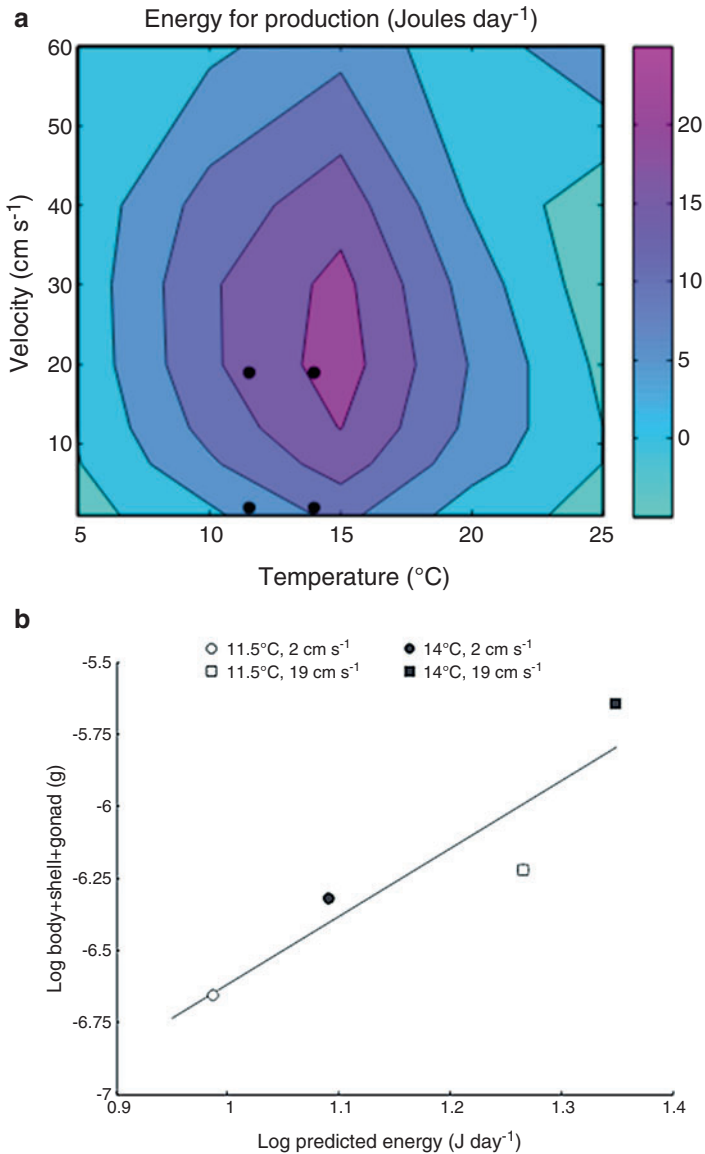 a
Energy for production (Joules day-1)
60
50
40
30
20
10
Velocity (cm s-1)
5
10
15
20
25
Temperature (°C)
20
15
10
5
0
b
11.5°C, 2 cm s-1
14°C, 2 cm s-1
11.5°C, 19 cm s-1
14°C, 19 cm s-1
-5.5
-5.75
-6
-6.25
-6.5
-6.75
-7
Log body+shell+gonad (g)
0.9
1
1.1
1.2
1.3
1.4
Log predicted energy (J day-1)